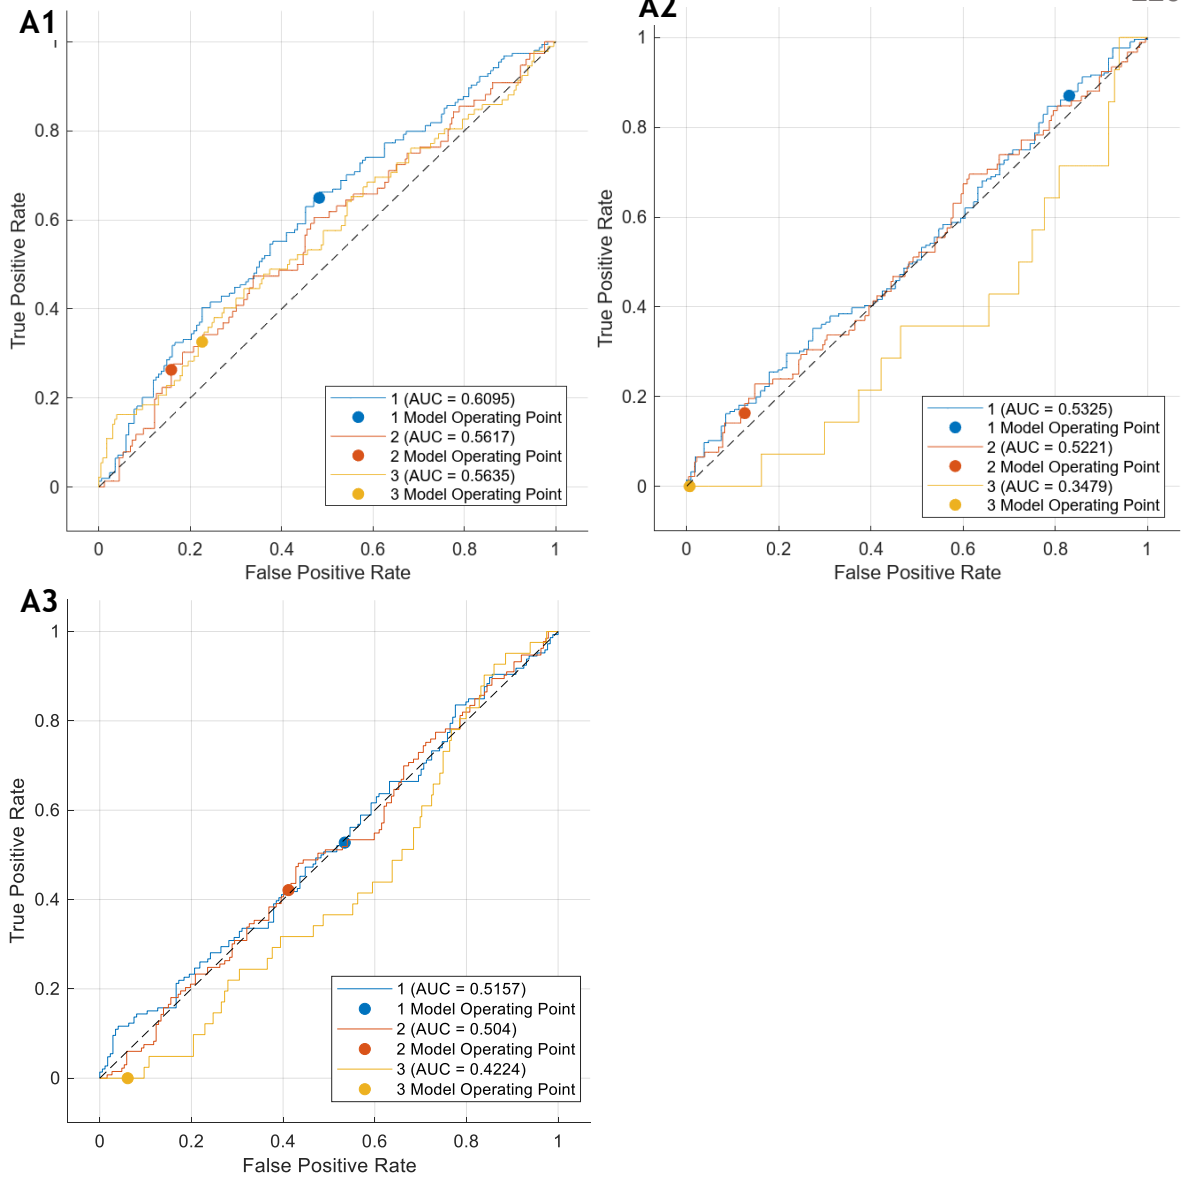 A1
1
0.8
0.6
0.4
0.2
0
0 0.2 0.4 0.6 0.8 1
True Positive Rate
False Positive Rate
1 (AUC = 0.6095)
1 Model Operating Point
2 (AUC = 0.5617)
2 Model Operating Point
3 (AUC = 0.5635)
3 Model Operating Point
A2
1
0.8
0.6
0.4
0.2
0
0 0.2 0.4 0.6 0.8 1
True Positive Rate
False Positive Rate
1 (AUC = 0.5325)
1 Model Operating Point
2 (AUC = 0.5221)
2 Model Operating Point
3 (AUC = 0.3479)
3 Model Operating Point
A3
1
0.8
0.6
0.4
0.2
0
0 0.2 0.4 0.6 0.8 1
True Positive Rate
False Positive Rate
1 (AUC = 0.5157)
1 Model Operating Point
2 (AUC = 0.504)
2 Model Operating Point
3 (AUC = 0.4224)
3 Model Operating Point